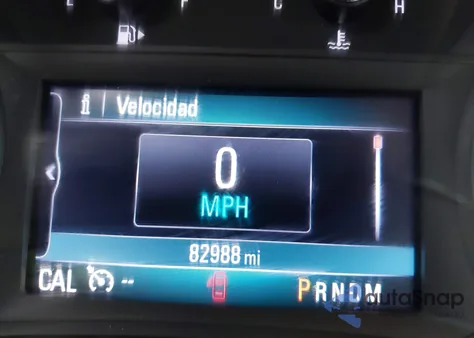 E F C H
i Velocidad
0
MPH
82988 mi
CAL -- PRNDM
autoSnap